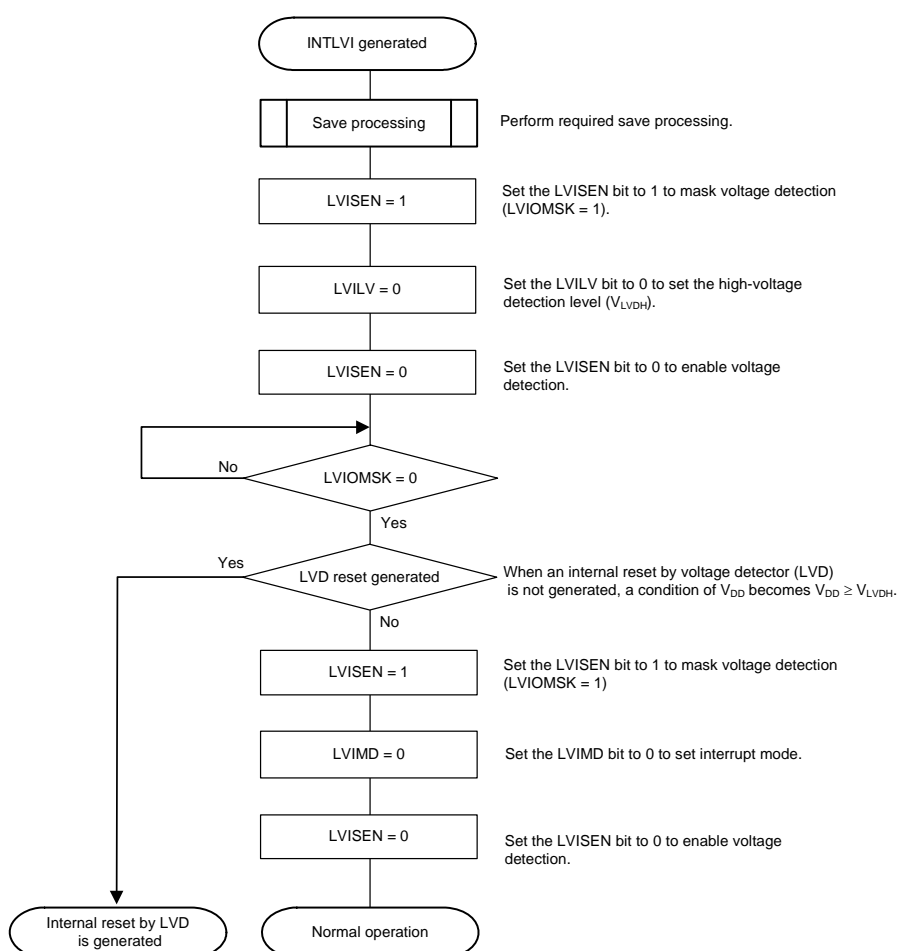 INTLVI generated
Save processing
Perform required save processing.
LVISEN = 1
Set the LVISEN bit to 1 to mask voltage detection
(LVIOMSK = 1).
LVILV = 0
Set the LVILV bit to 0 to set the high-voltage
detection level (VLVDH).
LVISEN = 0
Set the LVISEN bit to 0 to enable voltage
detection.
No
LVIOMSK = 0
Yes
Yes
LVD reset generated
When an internal reset by voltage detector (LVD)
is not generated, a condition of VDD becomes VDD ≥ VLVDH.
No
LVISEN = 1
Set the LVISEN bit to 1 to mask voltage detection
(LVIOMSK = 1)
LVIMD = 0
Set the LVIMD bit to 0 to set interrupt mode.
LVISEN = 0
Set the LVISEN bit to 0 to enable voltage
detection.
Internal reset by LVD
is generated
Normal operation